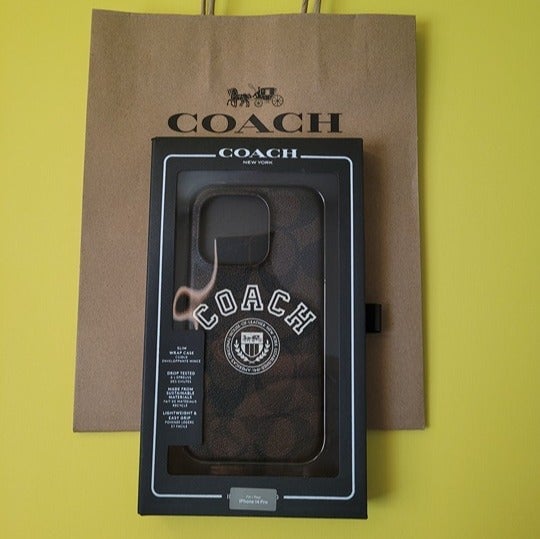 COACH
COACH
NEW YORK
COACH
SLIM
WRAP CASE
DROP TESTED
MADE FROM
SUSTAINABLE
MATERIALS
LIGHTWEIGHT &
EASY GRIP
iPhone 14 Pro